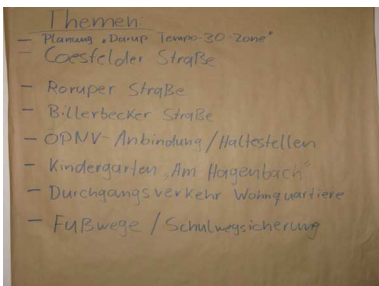 Themen:
- Planung „Darup Tempo-30-Zone"
Coesfelder Straße
- Roruper Straße
- Billerbecker Straße
- ÖPNV-Anbindung/Haltestellen
- Kindergarten „Am Hagenbach"
- Durchgangsverkehr Wohnquartiere
- Fußwege / Schulwegsicherung